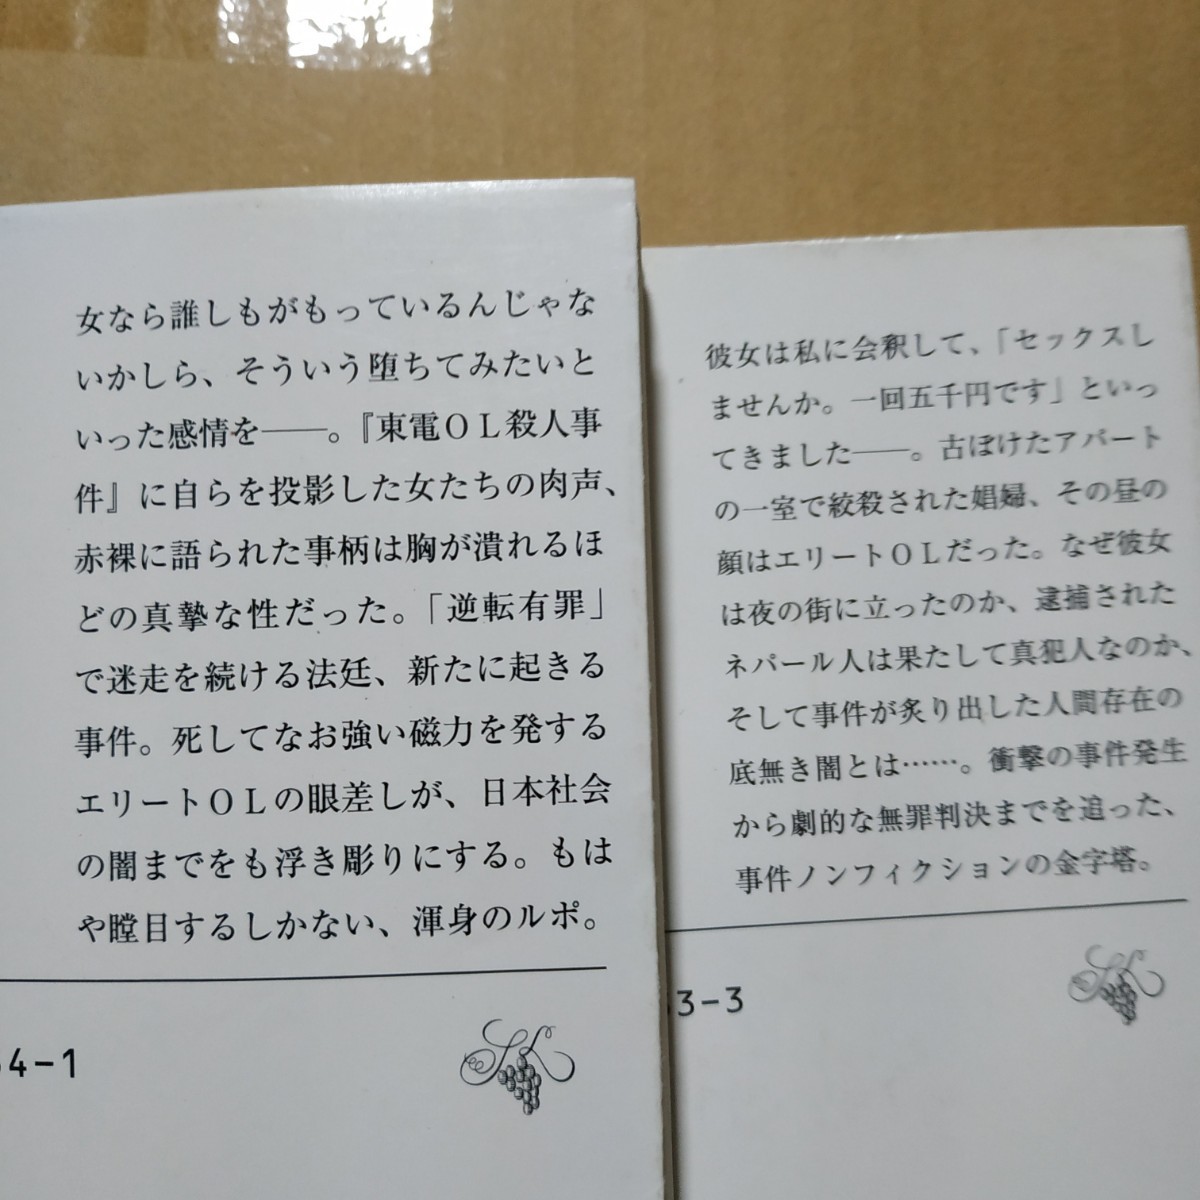 女なら誰しもがもっているんじゃな
いかしら、そういう堕ちてみたいと
いった感情を――。『東電ＯＬ殺人事
件』に自らを投影した女たちの肉声、
赤裸に語られた事柄は胸が潰れるほ
どの真摯な性だった。「逆転有罪」
で迷走を続ける法廷、新たに起きる
事件。死してなお強い磁力を発する
エリートＯＬの眼差しが、日本社会
の闇までをも浮き彫りにする。もは
や瞠目するしかない、渾身のルポ。
4-1
彼女は私に会釈して、「セックスし
ませんか。一回五千円です」といっ
てきました――。古ぼけたアパート
の一室で絞殺された娼婦、その昼の
顔はエリートＯＬだった。なぜ彼女
は夜の街に立ったのか、逮捕された
ネパール人は果たして真犯人なのか、
そして事件が炙り出した人間存在の
底無き闇とは……。衝撃の事件発生
から劇的な無罪判決までを追った、
事件ノンフィクションの金字塔。
3-3